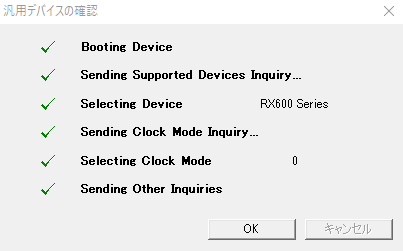 汎用デバイスの確認
Booting Device
Sending Supported Devices Inquiry...
Selecting Device RX600 Series
Sending Clock Mode Inquiry...
Selecting Clock Mode 0
Sending Other Inquiries
OK キャンセル